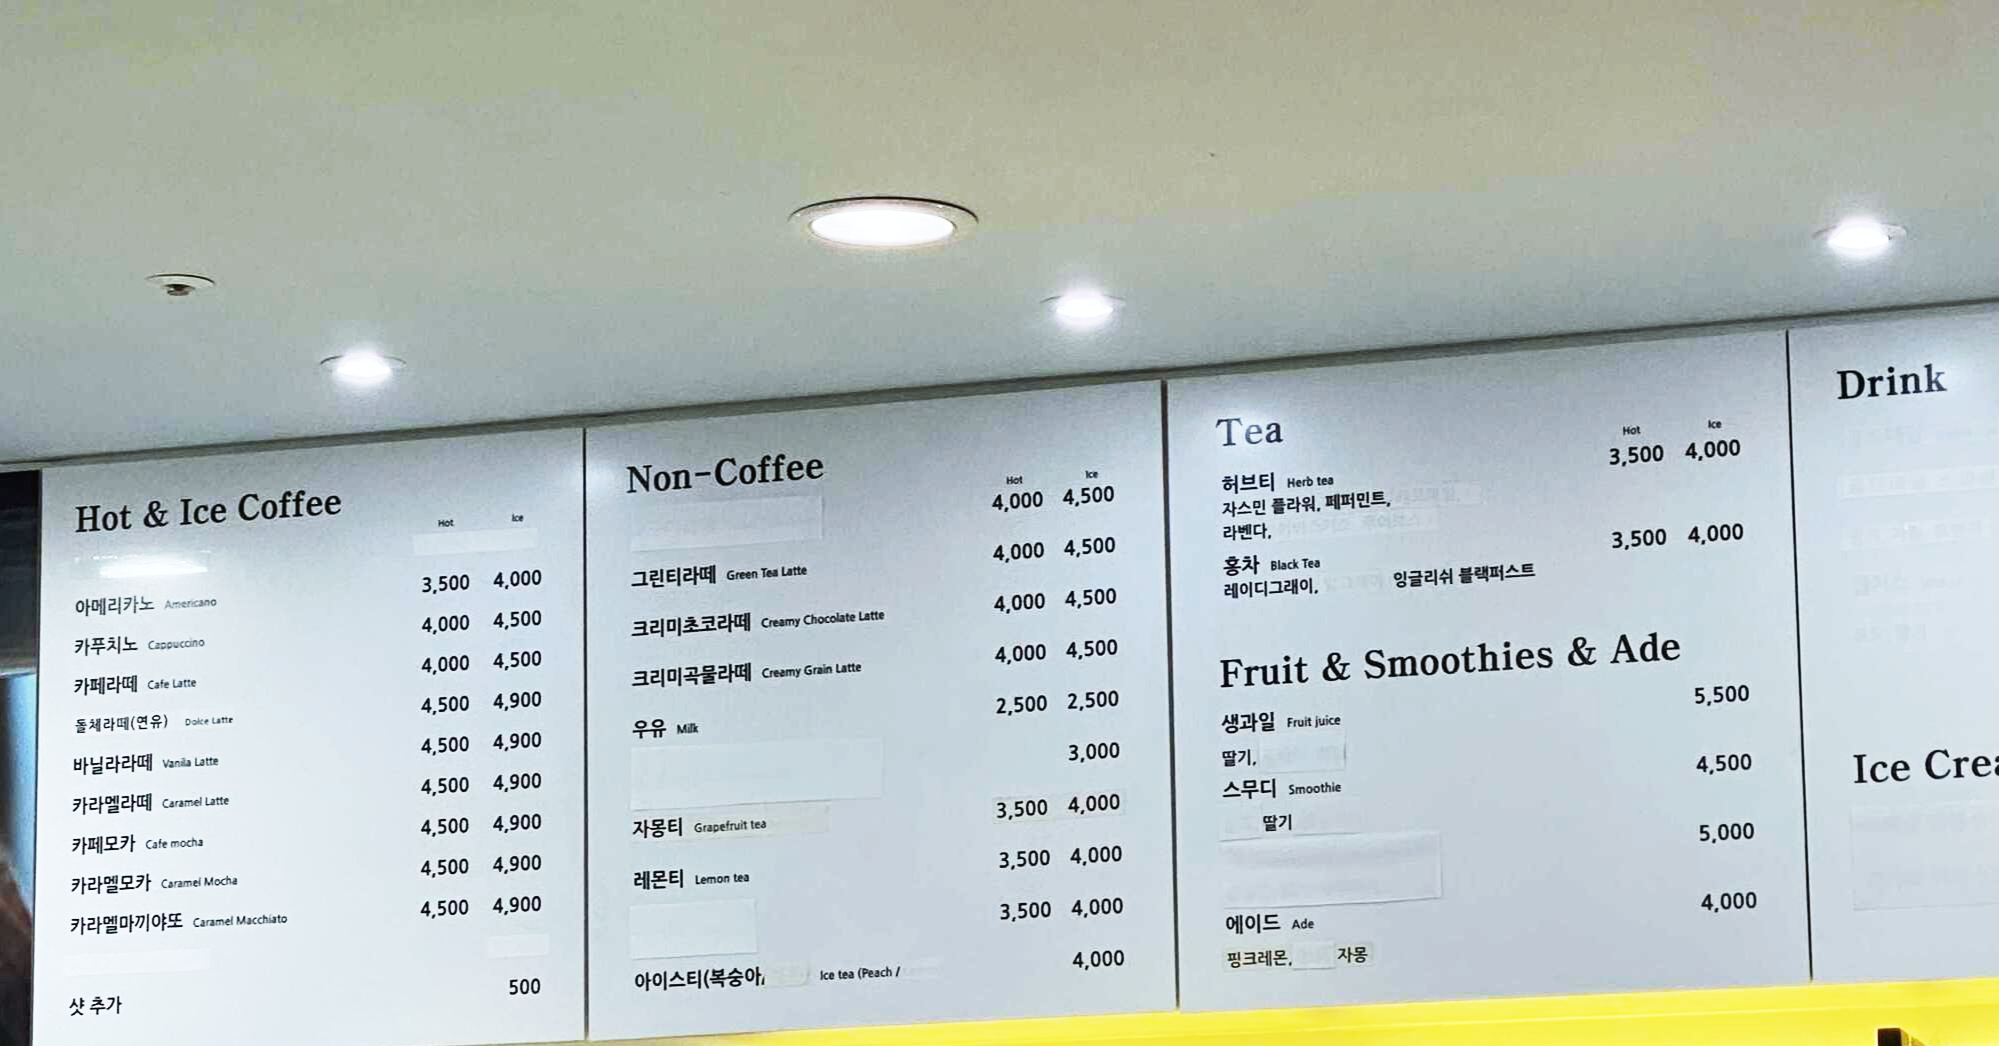 Hot & Ice Coffee
Hot Ice
아메리카노 Americano 3,500 4,000
카푸치노 Cappuccino 4,000 4,500
카페라떼 Cafe Latte 4,000 4,500
돌체라떼(연유) Dolce Latte 4,500 4,900
바닐라라떼 Vanila Latte 4,500 4,900
카라멜라떼 Caramel Latte 4,500 4,900
카페모카 Cafe mocha 4,500 4,900
카라멜모카 Caramel Mocha 4,500 4,900
카라멜마끼야또 Caramel Macchiato 4,500 4,900
샷 추가 500
Non-Coffee
Hot Ice
4,000 4,500
그린티라떼 Green Tea Latte 4,000 4,500
크리미초코라떼 Creamy Chocolate Latte 4,000 4,500
크리미곡물라떼 Creamy Grain Latte 4,000 4,500
우유 Milk 2,500 2,500
3,000
자몽티 Grapefruit tea 3,500 4,000
레몬티 Lemon tea 3,500 4,000
3,500 4,000
아이스티(복숭아/ Ice tea (Peach / 4,000
Tea
Hot Ice
허브티 Herb tea 3,500 4,000
자스민 플라워, 페퍼민트,
라벤다,
홍차 Black Tea 3,500 4,000
레이디그레이, 잉글리쉬 블랙퍼스트
Fruit & Smoothies & Ade
생과일 Fruit juice 5,500
딸기,
스무디 Smoothie 4,500
딸기
5,000
에이드 Ade 4,000
핑크레몬, 자몽
Drink
Ice Crea